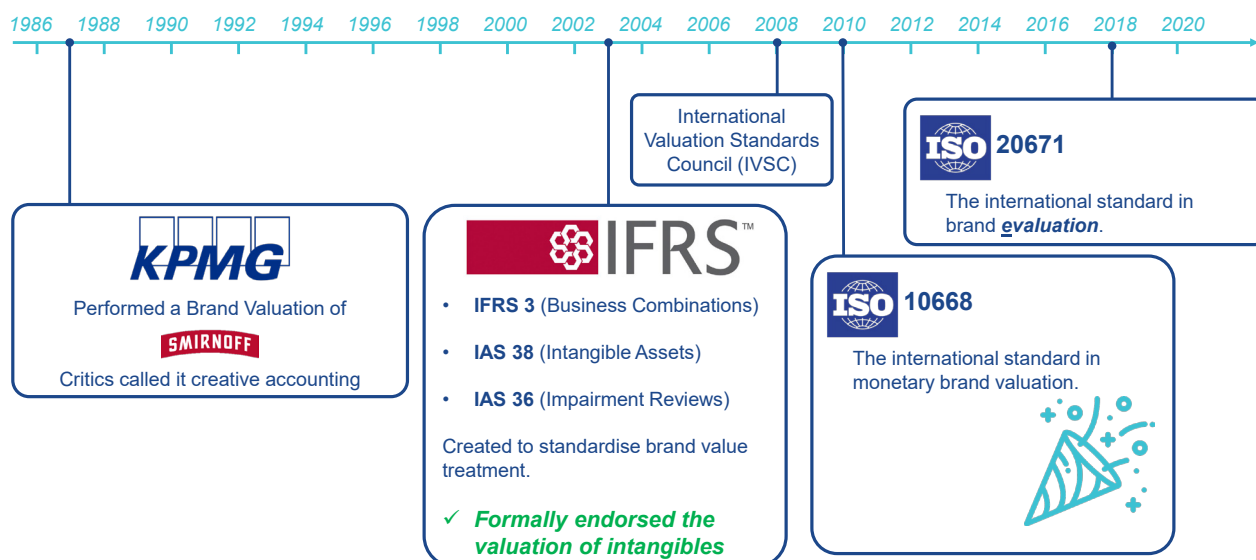 1986 1988 1990 1992 1994 1996 1998 2000 2002 2004 2006 2008 2010 2012 2014 2016 2018 2020
KPMG
Performed a Brand Valuation of
SMIRNOFF
Critics called it creative accounting
IFRS™
• IFRS 3 (Business Combinations)
• IAS 38 (Intangible Assets)
• IAS 36 (Impairment Reviews)
Created to standardise brand value
treatment.
✓ Formally endorsed the
valuation of intangibles
International
Valuation Standards
Council (IVSC)
ISO 10668
The international standard in
monetary brand valuation.
ISO 20671
The international standard in
brand evaluation.